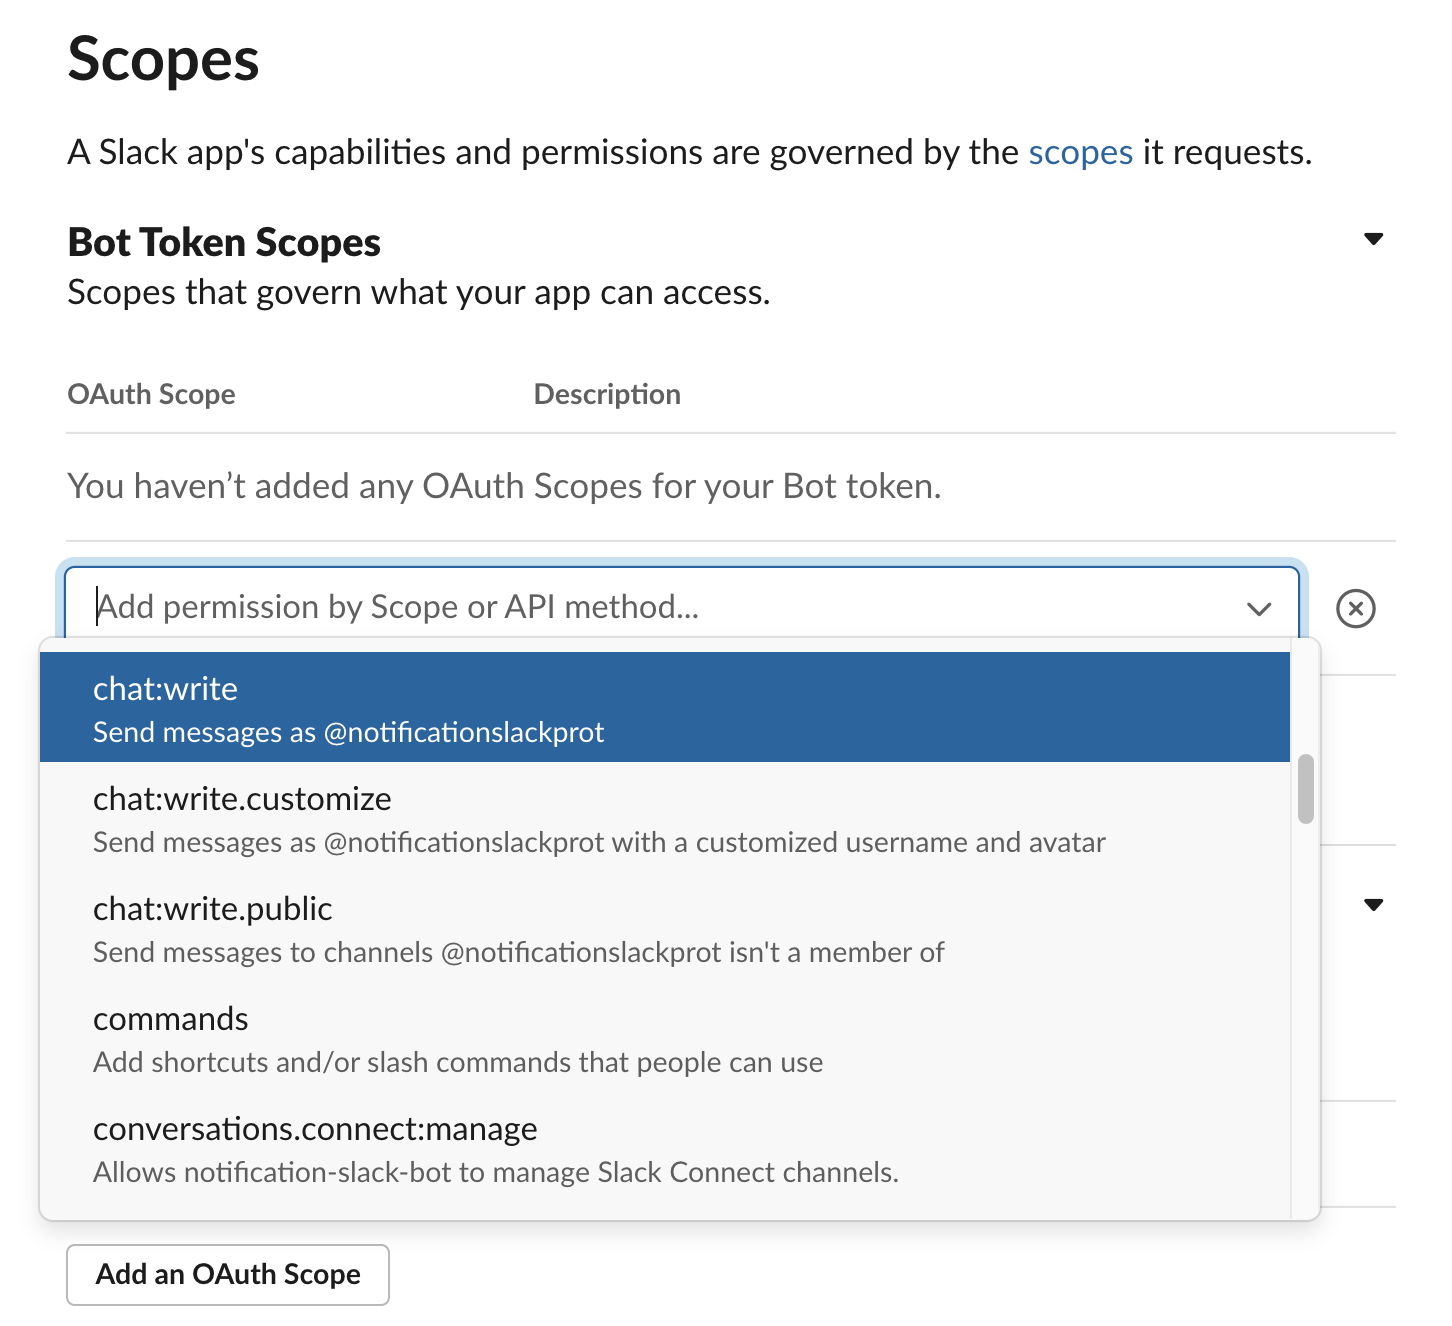 Scopes
A Slack app's capabilities and permissions are governed by the scopes it requests.
Bot Token Scopes
Scopes that govern what your app can access.
OAuth Scope Description
You haven’t added any OAuth Scopes for your Bot token.
Add permission by Scope or API method...
chat:write
Send messages as @notificationslackprot
chat:write.customize
Send messages as @notificationslackprot with a customized username and avatar
chat:write.public
Send messages to channels @notificationslackprot isn't a member of
commands
Add shortcuts and/or slash commands that people can use
conversations.connect:manage
Allows notification-slack-bot to manage Slack Connect channels.
Add an OAuth Scope